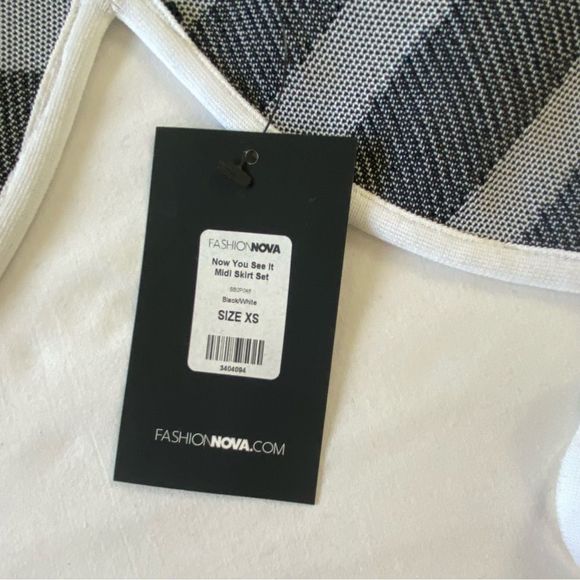 FASHIONNOVA
Now You See It
Midi Skirt Set
Black/White
SIZE XS
3404094
FASHIONNOVA.COM